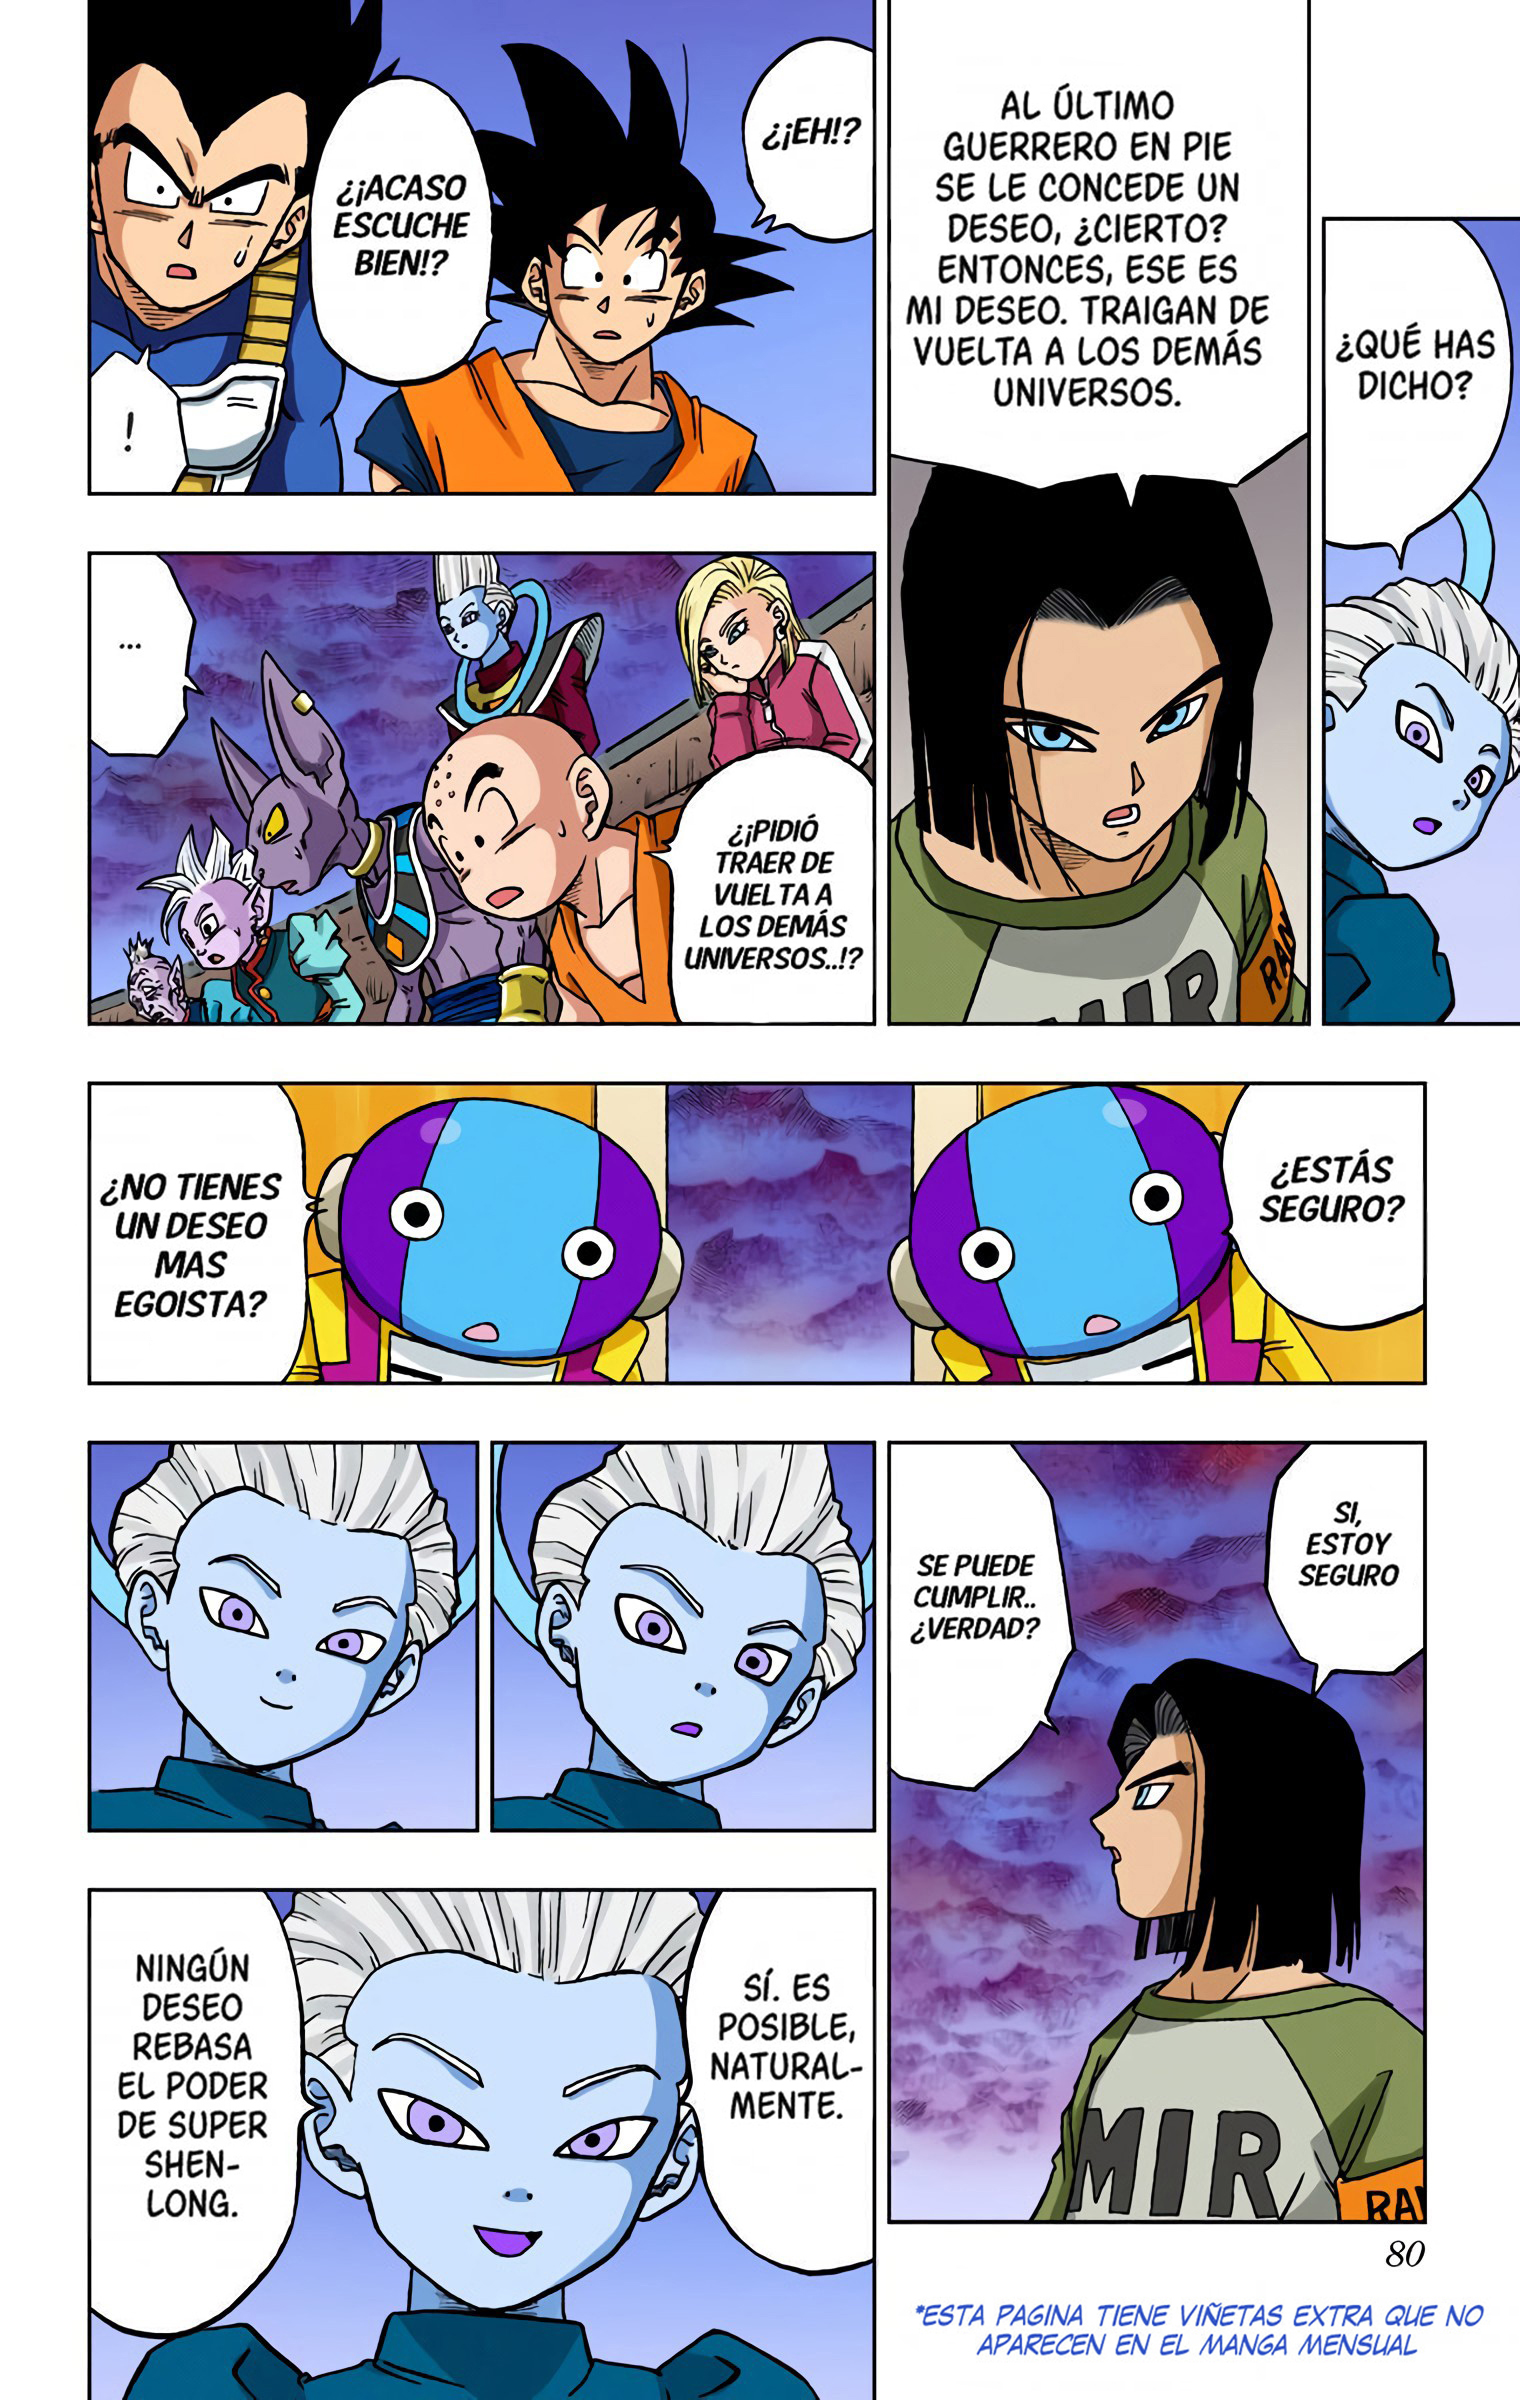 ¿QUÉ HAS
DICHO?
AL ÚLTIMO
GUERRERO EN PIE
SE LE CONCEDE UN
DESEO, ¿CIERTO?
ENTONCES, ESE ES
MI DESEO. TRAIGAN DE
VUELTA A LOS DEMÁS
UNIVERSOS.
MIR
RAN
¿¡EH!?
¿¡ACASO
ESCUCHE
BIEN!?
!
¿¡PIDIÓ
TRAER DE
VUELTA A
LOS DEMÁS
UNIVERSOS..!?
...
¿ESTÁS
SEGURO?
¿NO TIENES
UN DESEO
MAS
EGOISTA?
SI,
ESTOY
SEGURO
SE PUEDE
CUMPLIR..
¿VERDAD?
MIR
RAN
SÍ. ES
POSIBLE,
NATURAL-
MENTE.
NINGÚN
DESEO
REBASA
EL PODER
DE SUPER
SHEN-
LONG.
80
*ESTA PAGINA TIENE VIÑETAS EXTRA QUE NO
APARECEN EN EL MANGA MENSUAL